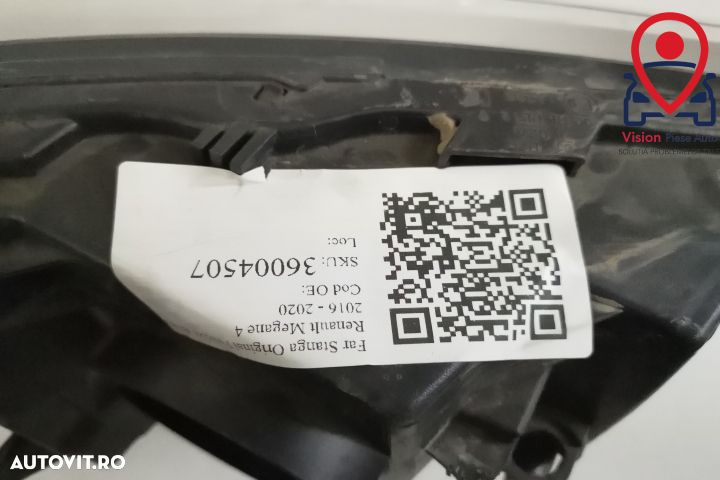 Vision Piese Auto
Far Stanga Original
Renault Megane 4
2016 - 2020
Cod OE:
SKU: 36004507
Loc:
AUTOVIT.RO